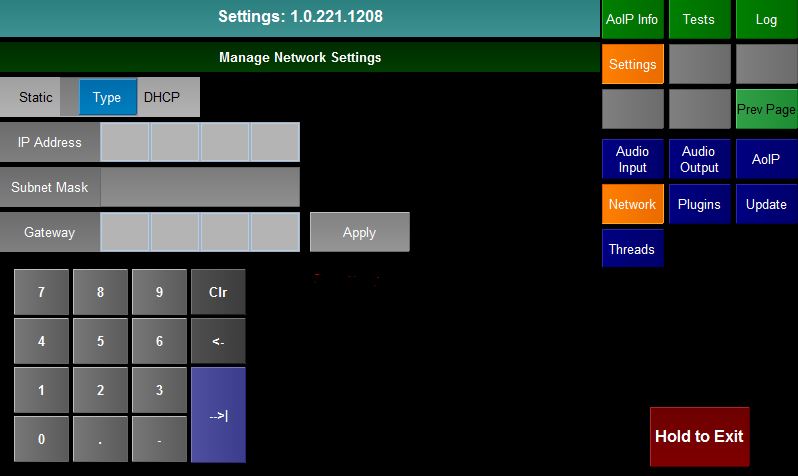 Settings: 1.0.221.1208
AoIP Info
Tests
Log
Manage Network Settings
Settings
Static
Type
DHCP
Prev Page
IP Address
Audio
Input
Audio
Output
AoIP
Subnet Mask
Network
Plugins
Update
Gateway
Apply
Threads
7
8
9
Clr
4
5
6
<-
1
2
3
-->|
0
.
-
Hold to Exit